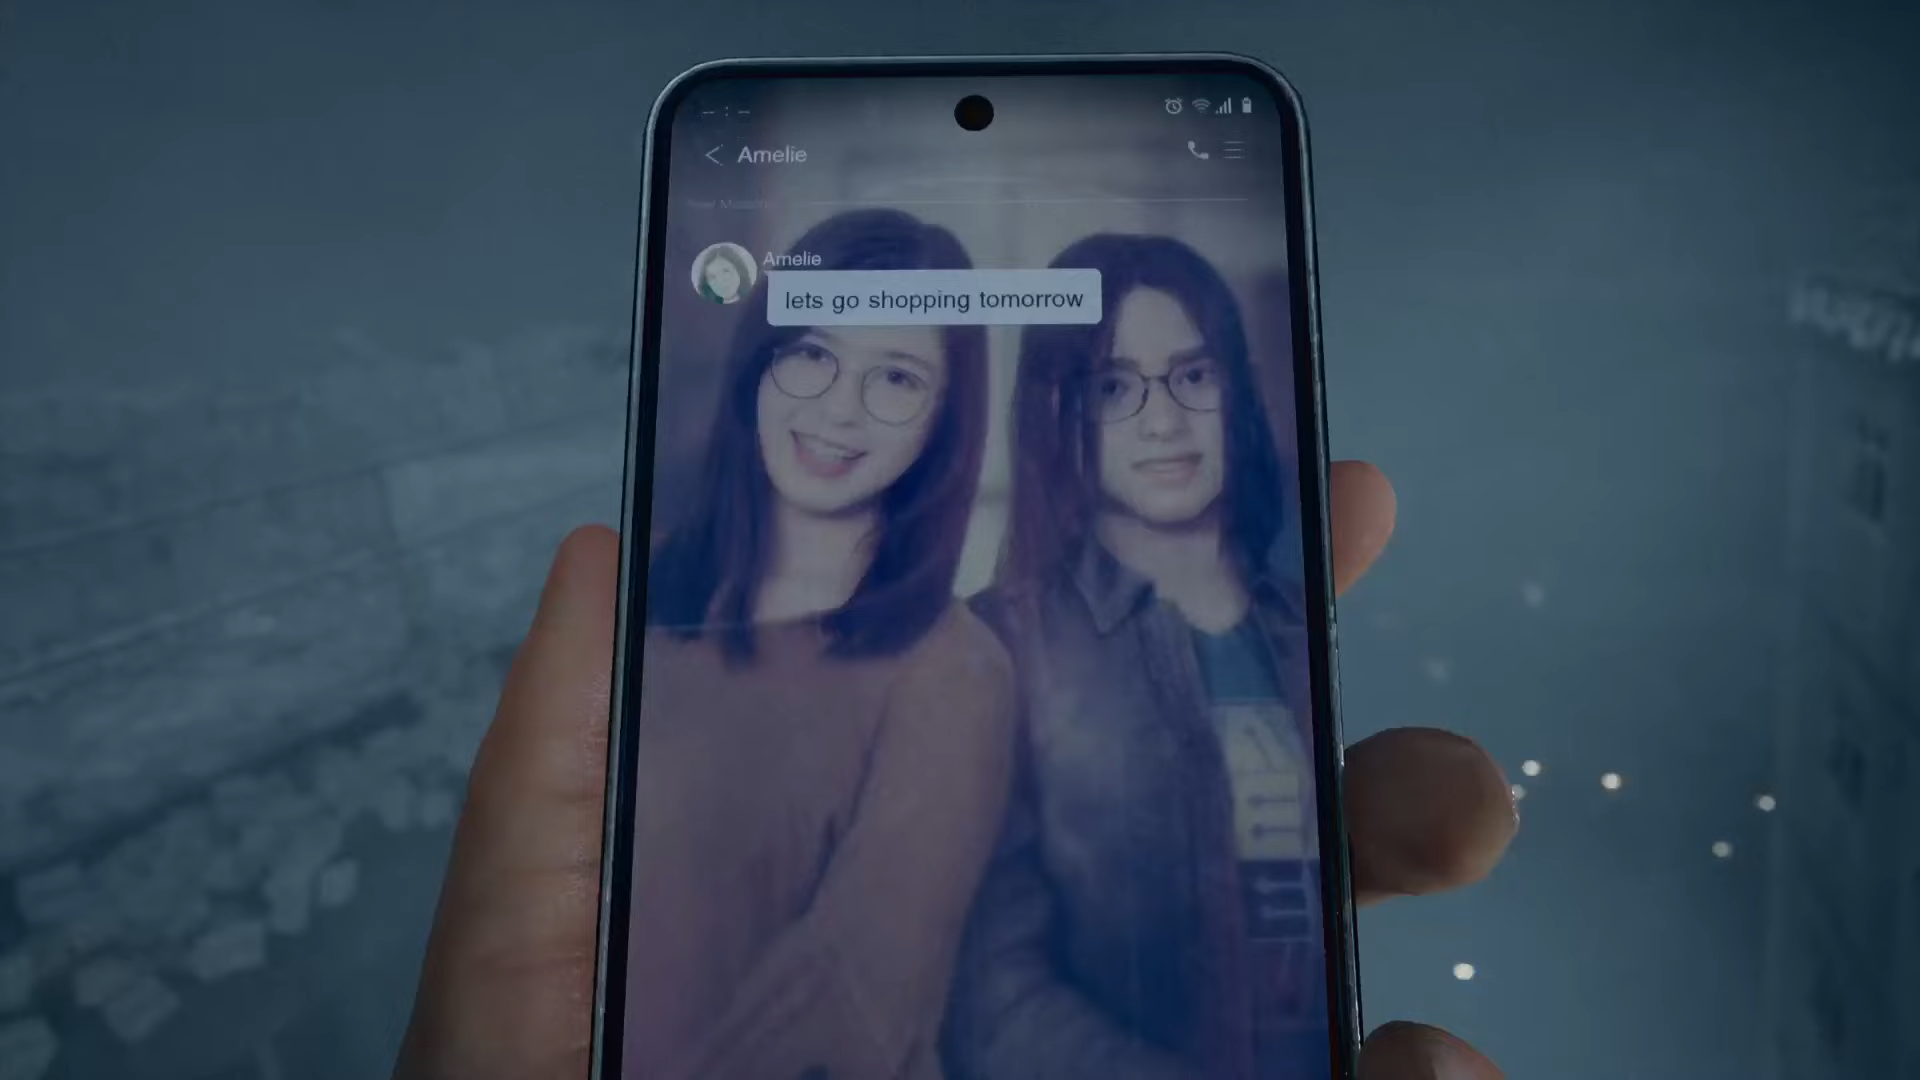 -- : --
Amelie
Amelie
lets go shopping tomorrow